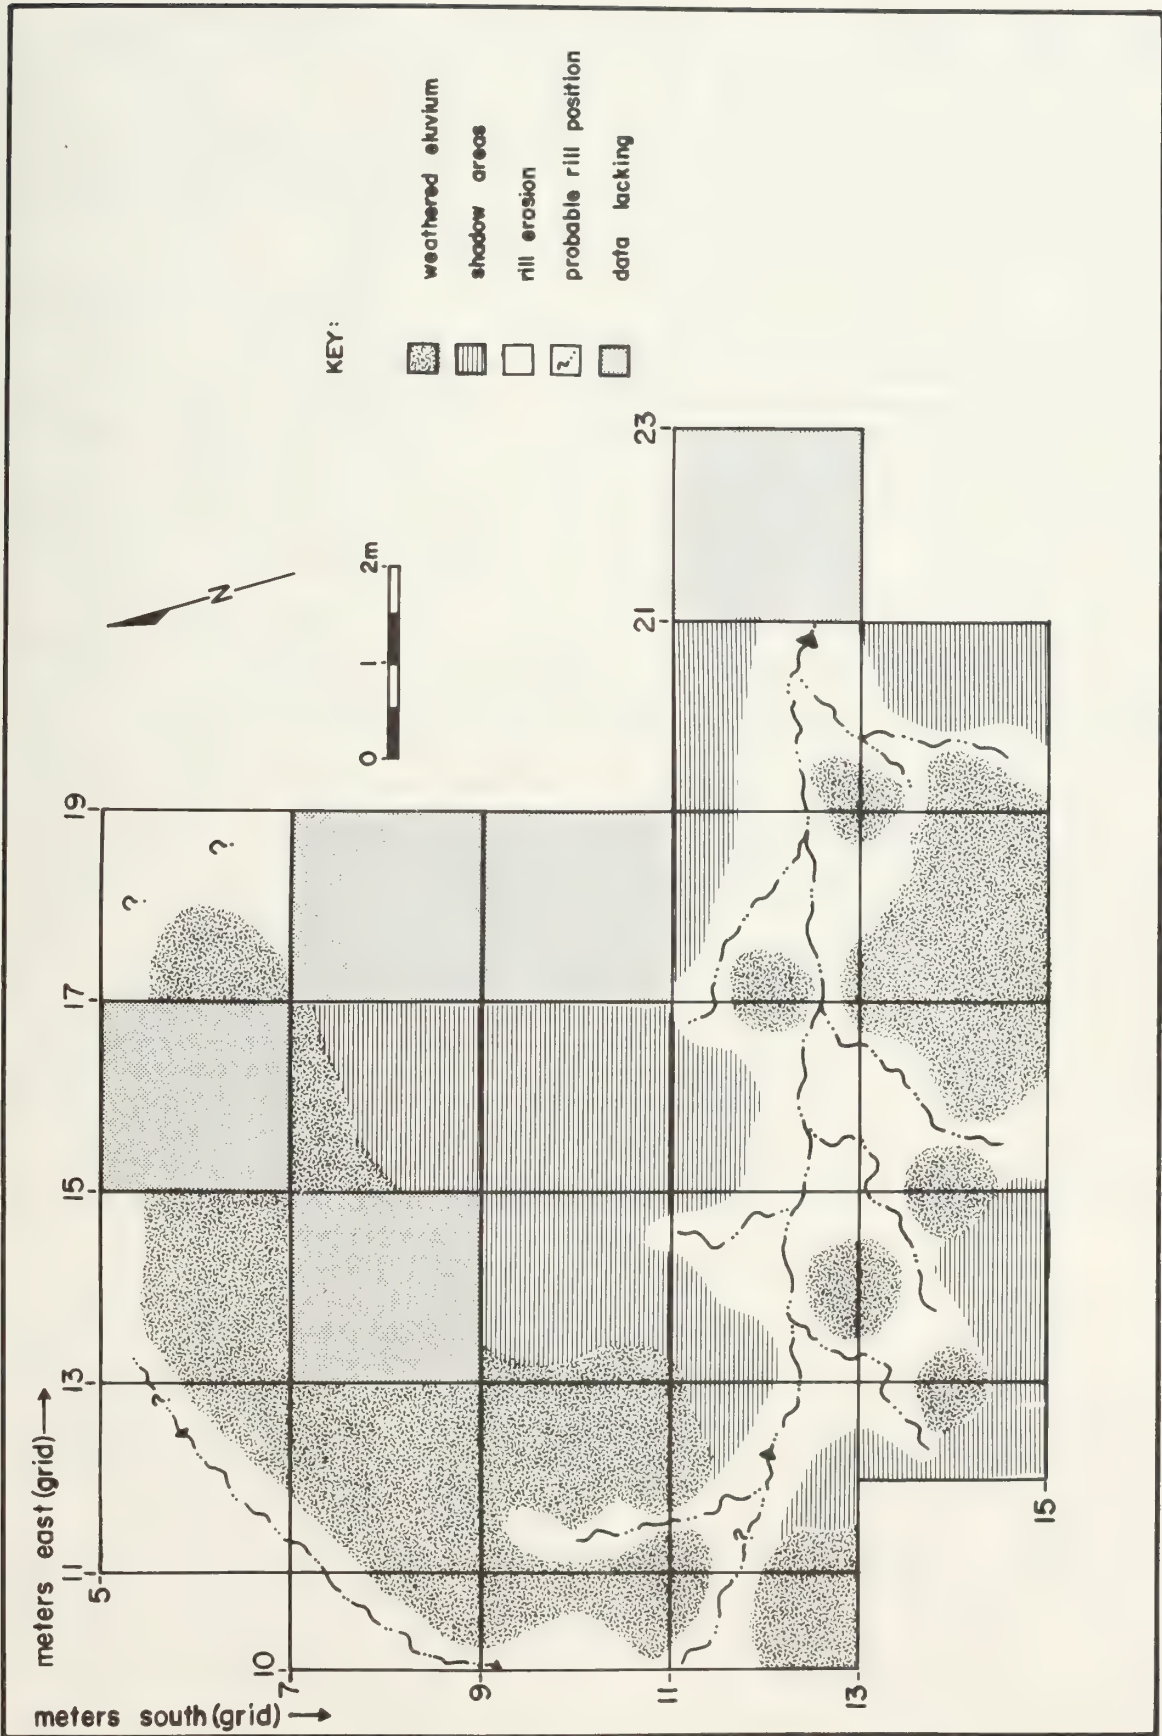 KEY:
weathered eluvium
shadow areas
rill erosion
probable rill position
data lacking
N
0 1 2m
meters east (grid)
10 11 13 15 17 19 21 23
meters south (grid)
5
7
9
11
13
15
?
?
?
?